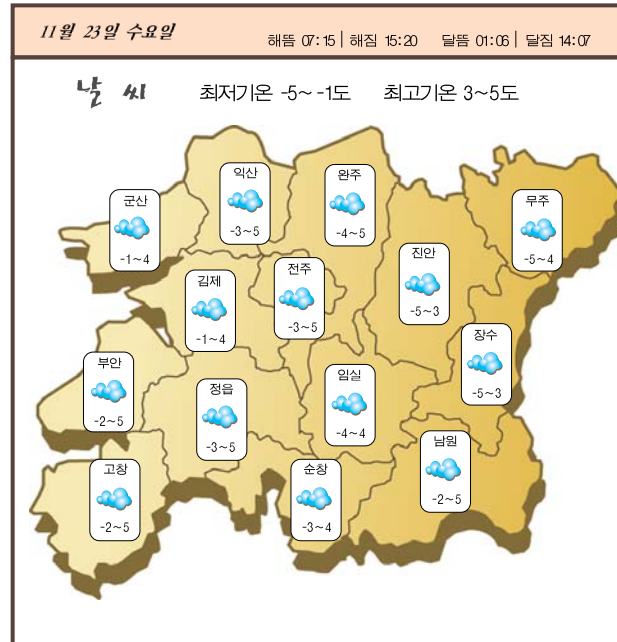 11월 23일 수요일
해뜸 07:15 | 해짐 15:20 달뜸 01:06 | 달짐 14:07
날 씨 최저기온 -5~ -1도 최고기온 3~5도
익산
-3~5
완주
-4~5
군산
-1~4
무주
-5~4
진안
-5~3
전주
-3~5
김제
-1~4
장수
-5~3
부안
-2~5
임실
-4~4
정읍
-3~5
남원
-2~5
고창
-2~5
순창
-3~4